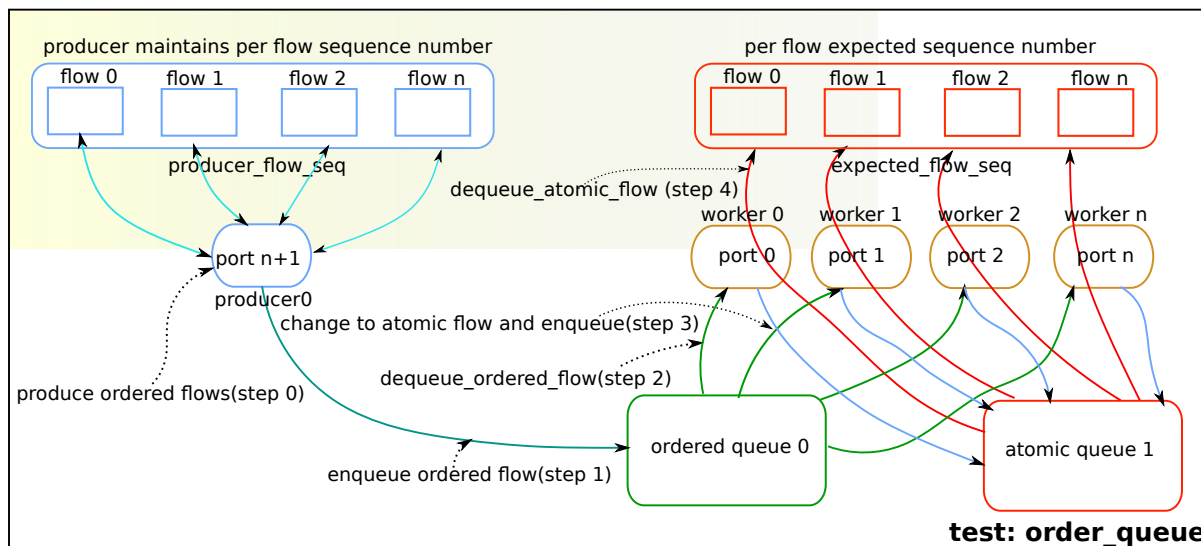 producer maintains per flow sequence number
per flow expected sequence number
flow 0
flow 1
flow 2
flow n
flow 0
flow 1
flow 2
flow n
producer_flow_seq
expected_flow_seq
dequeue_atomic_flow (step 4)
worker 0
worker 1
worker 2
worker n
port n+1
port 0
port 1
port 2
port n
producer0
change to atomic flow and enqueue(step 3)
dequeue_ordered_flow(step 2)
produce ordered flows(step 0)
ordered queue 0
atomic queue 1
enqueue ordered flow(step 1)
test: order_queue